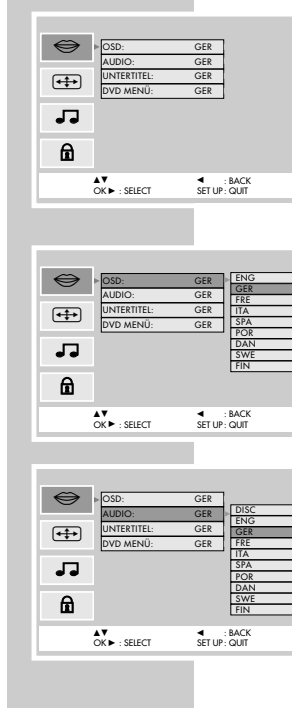 OSD: GER
AUDIO: GER
UNTERTITEL: GER
DVD MENÜ: GER
▲▼ ◄ : BACK
OK ► : SELECT SET UP : QUIT
OSD: GER ENG
GER
AUDIO: GER FRE
UNTERTITEL: GER ITA
SPA
DVD MENÜ: GER POR
DAN
SWE
FIN
▲▼ ◄ : BACK
OK ► : SELECT SET UP : QUIT
OSD: GER
AUDIO: GER DISC
ENG
UNTERTITEL: GER GER
DVD MENÜ: GER FRE
ITA
SPA
POR
DAN
SWE
FIN
▲▼ ◄ : BACK
OK ► : SELECT SET UP : QUIT